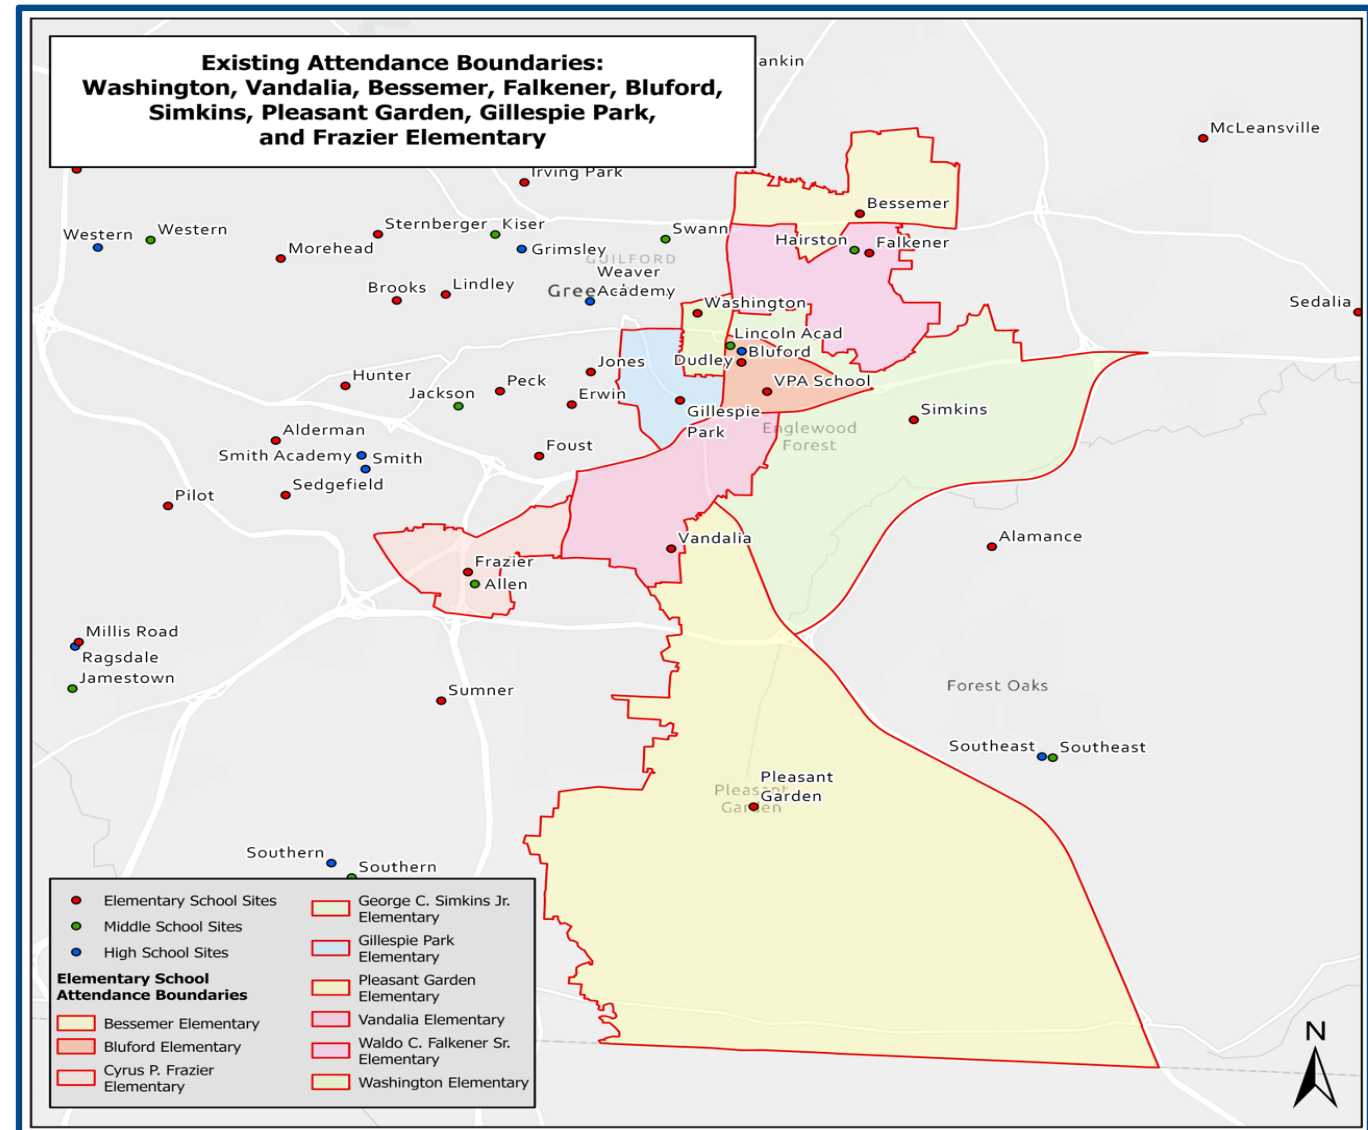 Existing Attendance Boundaries:
Washington, Vandalia, Bessemer, Falkener, Bluford,
Simkins, Pleasant Garden, Gillespie Park,
and Frazier Elementary
ankin
McLeansville
Irving Park
Bessemer
Western
Western
Sternberger
Kiser
Swann
Hairston
Falkener
Morehead
Grimsley
GUILFORD
Weaver
Academy
Brooks
Lindley
Washington
Sedalia
Lincoln Acad
Bluford
Dudley
Jones
Hunter
Peck
VPA School
Jackson
Erwin
Gillespie
Park
Simkins
Englewood
Forest
Alderman
Foust
Smith Academy
Smith
Sedgefield
Pilot
Vandalia
Alamance
Frazier
Allen
Millis Road
Ragsdale
Jamestown
Sumner
Forest Oaks
Southeast
Southeast
Pleasant
Garden
Pleasant
Garden
Southern
Southern
Elementary School Sites
Middle School Sites
High School Sites
Elementary School
Attendance Boundaries
Bessemer Elementary
Bluford Elementary
Cyrus P. Frazier
Elementary
George C. Simkins Jr.
Elementary
Gillespie Park
Elementary
Pleasant Garden
Elementary
Vandalia Elementary
Waldo C. Falkener Sr.
Elementary
Washington Elementary
N